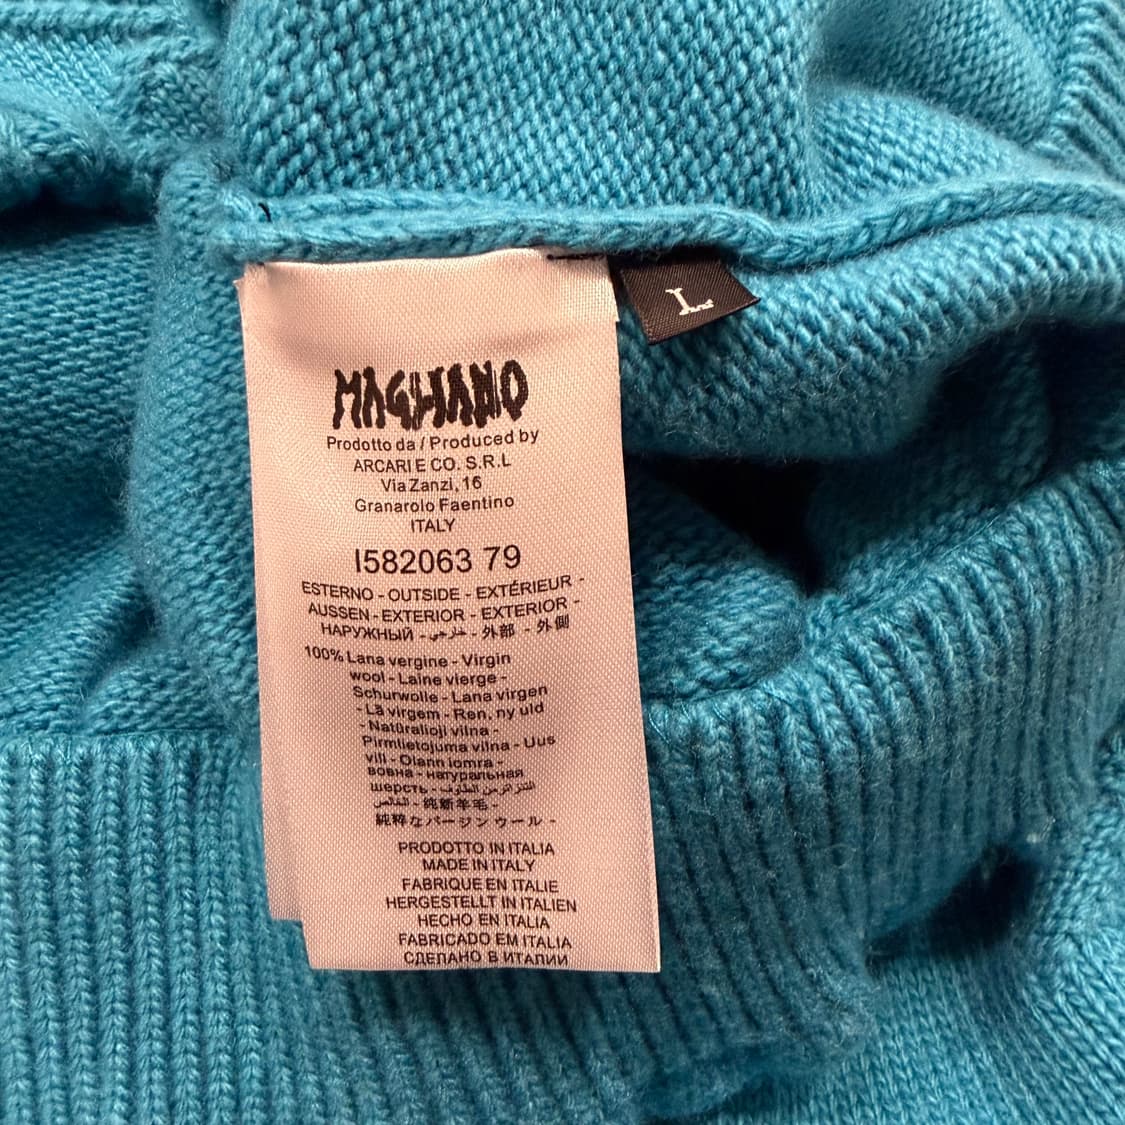 L
MAGLIANO
Prodotto da / Produced by
ARCARI E CO. S.R.L
Via Zanzi, 16
Granarolo Faentino
ITALY
I582063 79
ESTERNO - OUTSIDE - EXTÉRIEUR -
AUSSEN - EXTERIOR - EXTERIOR -
НАРУЖНЫЙ - خارجي - 外部 - 外側
100% Lana vergine - Virgin
wool - Laine vierge -
Schurwolle - Lana virgen
- Lã virgem - Ren, ny uld
- Natūralioji vilna -
Pirmlietojuma vilna - Uus
vill - Olann lomra -
вовна - натуральная
шерсть -
- 純新羊毛 -
純粋なバージンウール -
PRODOTTO IN ITALIA
MADE IN ITALY
FABRIQUE EN ITALIE
HERGESTELLT IN ITALIEN
HECHO EN ITALIA
FABRICADO EM ITALIA
СДЕЛАНО В ИТАЛИИ